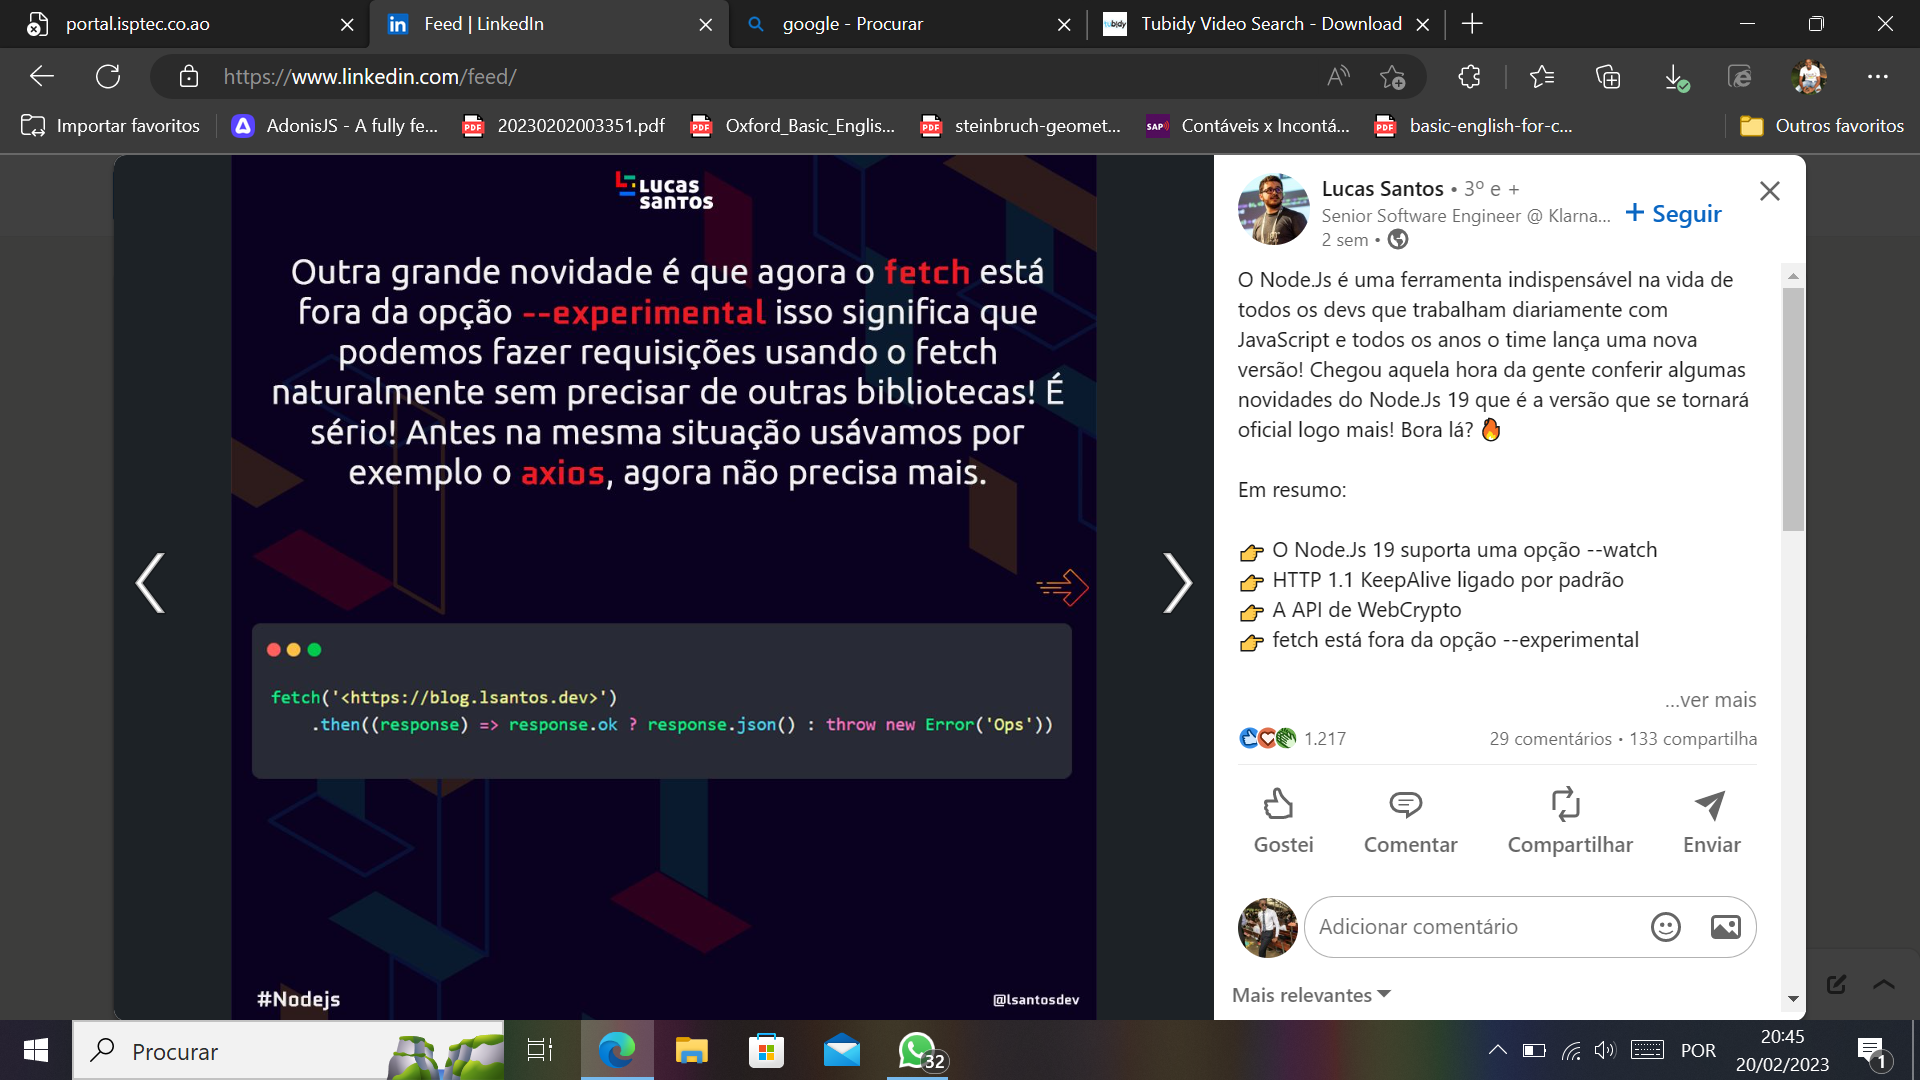 portal.isptec.co.ao
Feed | LinkedIn
google - Procurar
Tubidy Video Search - Download
https://www.linkedin.com/feed/
Importar favoritos
AdonisJS - A fully fe...
20230202003351.pdf
Oxford_Basic_Englis...
steinbruch-geomet...
SAP
Contáveis x Incontá...
basic-english-for-c...
Outros favoritos
LUCAS
SANTOS
Outra grande novidade é que agora o fetch está
fora da opção --experimental isso significa que
podemos fazer requisições usando o fetch
naturalmente sem precisar de outras bibliotecas! É
sério! Antes na mesma situação usávamos por
exemplo o axios, agora não precisa mais.
fetch('<https://blog.lsantos.dev>')
.then((response) => response.ok ? response.json() : throw new Error('Ops'))
#Nodejs
@lsantosdev
Lucas Santos • 3º e +
Senior Software Engineer @ Klarna...
2 sem •
+ Seguir
O Node.Js é uma ferramenta indispensável na vida de
todos os devs que trabalham diariamente com
JavaScript e todos os anos o time lança uma nova
versão! Chegou aquela hora da gente conferir algumas
novidades do Node.Js 19 que é a versão que se tornará
oficial logo mais! Bora lá? 🔥
Em resumo:
👉 O Node.Js 19 suporta uma opção --watch
👉 HTTP 1.1 KeepAlive ligado por padrão
👉 A API de WebCrypto
👉 fetch está fora da opção --experimental
...ver mais
1.217
29 comentários • 133 compartilha
Gostei
Comentar
Compartilhar
Enviar
Adicionar comentário
Mais relevantes
Procurar
32
POR
20:45
20/02/2023
1